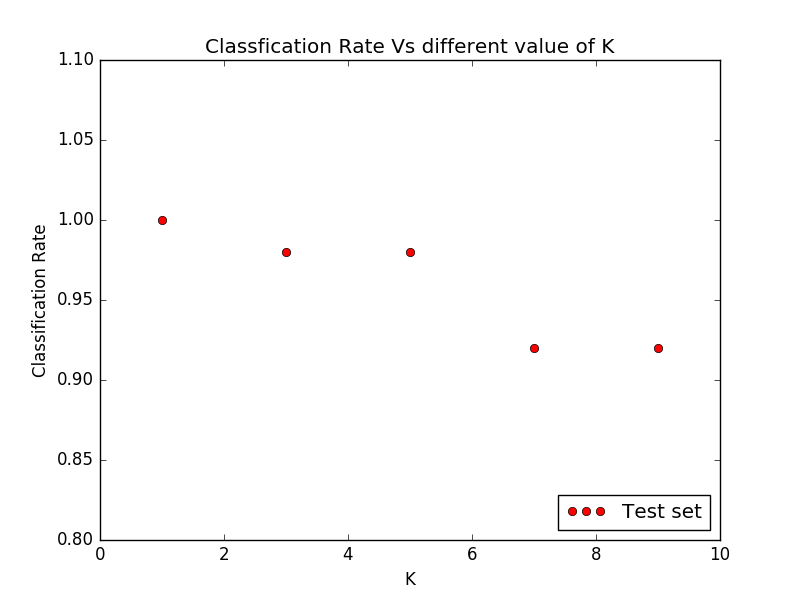 Classfication Rate Vs different value of K
1.10
1.05
1.00
0.95
0.90
0.85
0.80
Classification Rate
0 2 4 6 8 10
K
Test set